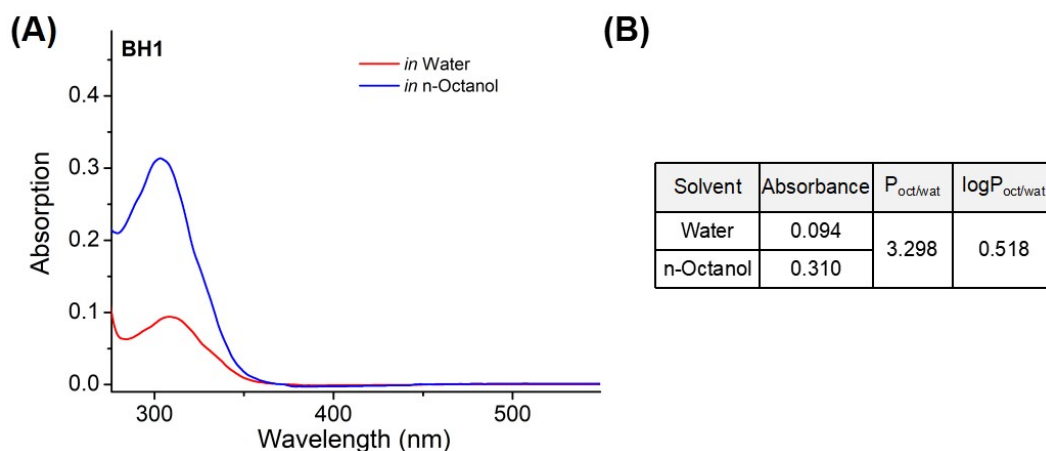 (A)
BH1
in Water
in n-Octanol
0.4
0.3
0.2
0.1
0.0
Absorption
300
400
500
Wavelength (nm)
(B)
Solvent Absorbance Poct/wat logPoct/wat
Water 0.094
3.298 0.518
n-Octanol 0.310